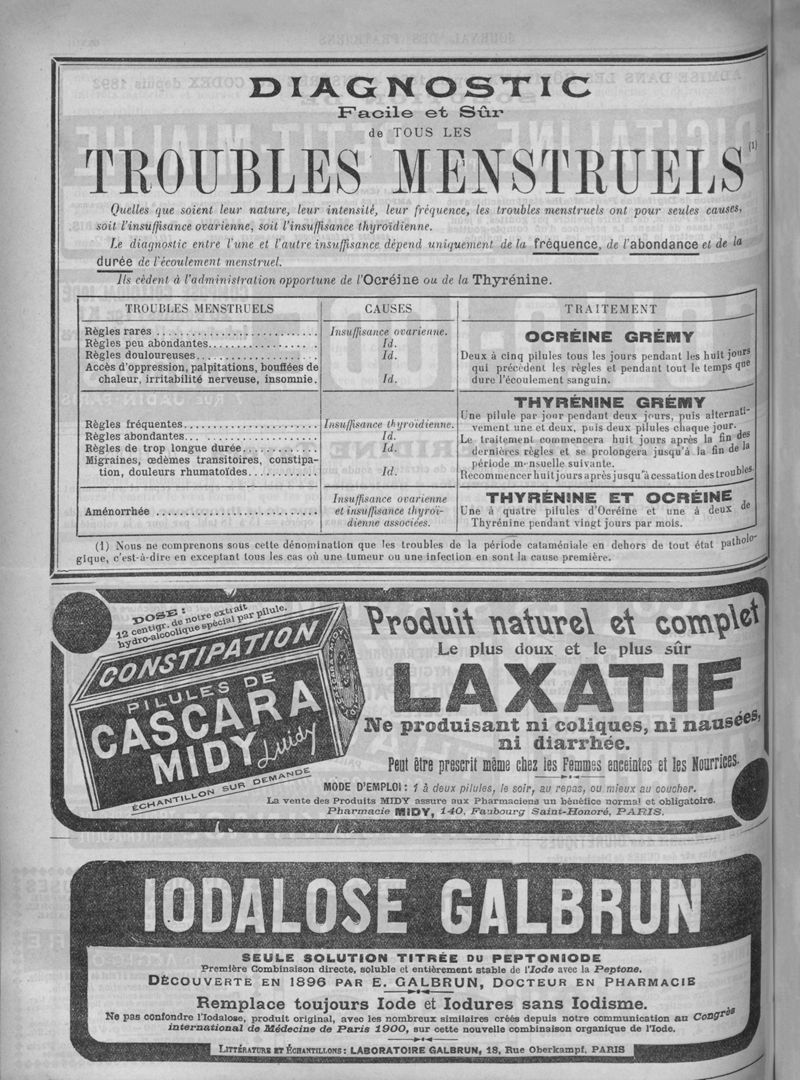 DIAGNOSTIC
Facile et Sûr
de TOUS LES
TROUBLES MENSTRUELS (1)
Quelles que soient leur nature, leur intensité, leur fréquence, les troubles menstruels ont pour seules causes,
soit l'insuffisance ovarienne, soit l'insuffisance thyroïdienne.
Le diagnostic entre l'une et l'autre insuffisance dépend uniquement de la fréquence, de l'abondance et de la
durée de l'écoulement menstruel.
Ils cèdent à l'administration opportune de l'Ocréine ou de la Thyrénine.
TROUBLES MENSTRUELS CAUSES TRAITEMENT
Règles rares ........................... Insuffisance ovarienne.
Règles peu abondantes................. Id.
Règles douloureuses.................... Id.
Accès d'oppression, palpitations, bouffées de
chaleur, irritabilité nerveuse, insomnie. Id.
OCRÉINE GRÉMY
Deux à cinq pilules tous les jours pendant les huit jours
qui précèdent les règles et pendant tout le temps que
dure l'écoulement sanguin.
Règles fréquentes....................... Insuffisance thyroïdienne.
Règles abondantes... ................... Id.
Règles de trop longue durée............. Id.
Migraines, œdèmes transitoires, constipa-
tion, douleurs rhumatoïdes............ Id.
THYRÉNINE GRÉMY
Une pilule par jour pendant deux jours, puis alternati-
vement une et deux, puis deux pilules chaque jour.
Le traitement commencera huit jours après la fin des
dernières règles et se prolongera jusqu'à la fin de la
période mensuelle suivante.
Recommencer huit jours après jusqu'à cessation des troubles.
Aménorrhée ...........................
Insuffisance ovarienne
et insuffisance thyroï-
dienne associées.
THYRÉNINE ET OCRÉINE
Une à quatre pilules d'Ocréine et une à deux de
Thyrénine pendant vingt jours par mois.
(1) Nous ne comprenons sous cette dénomination que les troubles de la période cataméniale en dehors de tout état patholo-
gique, c'est-à-dire en exceptant tous les cas où une tumeur ou une infection en sont la cause première.
DOSE :
12 centigr. de notre extrait
hydro-alcoolique spécial par pilule.
CONSTIPATION
PILULES DE
CASCARA
MIDY
Midy
ÉCHANTILLON SUR DEMANDE
Produit naturel et complet
Le plus doux et le plus sûr
LAXATIF
Ne produisant ni coliques, ni nausées,
ni diarrhée.
Peut être prescrit même chez les Femmes enceintes et les Nourrices.
MODE D'EMPLOI : 1 à deux pilules, le soir, au repas, ou mieux au coucher.
La vente des Produits MIDY assure aux Pharmaciens un bénéfice normal et obligatoire.
Pharmacie MIDY, 140, Faubourg Saint-Honoré, PARIS.
IODALOSE GALBRUN
SEULE SOLUTION TITRÉE DU PEPTONIODE
Première Combinaison directe, soluble et entièrement stable de l'Iode avec la Peptone.
DÉCOUVERTE EN 1896 PAR E. GALBRUN, DOCTEUR EN PHARMACIE
Remplace toujours Iode et Iodures sans Iodisme.
Ne pas confondre l'Iodalose, produit original, avec les nombreux similaires créés depuis notre communication au Congrès
international de Médecine de Paris 1900, sur cette nouvelle combinaison organique de l'Iode.
LITTÉRATURE ET ÉCHANTILLONS : LABORATOIRE GALBRUN, 18, Rue Oberkampf, PARIS